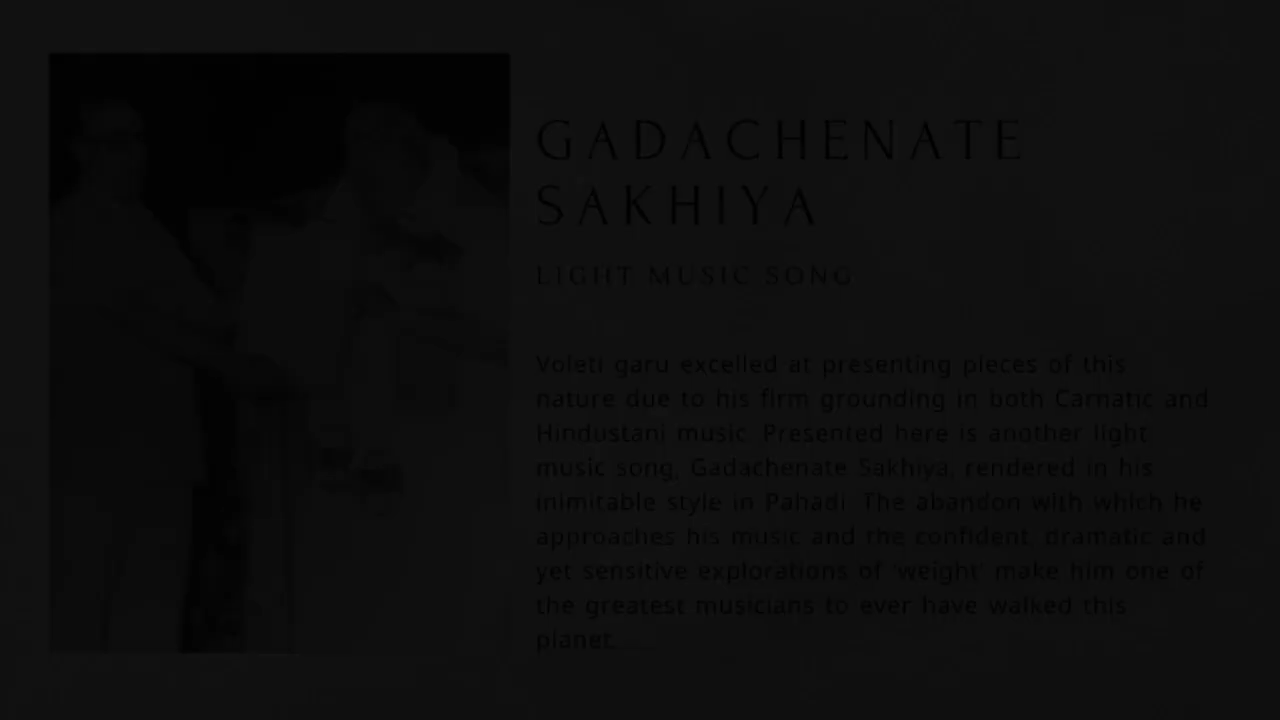 GADACHENATE
SAKHIYA
LIGHT MUSIC SONG
Voleti garu excelled at presenting pieces of this
nature due to his firm grounding in both Carnatic and
Hindustani music. Presented here is another light
music song, Gadachenate Sakhiya, rendered in his
inimitable style in Pahadi. The abandon with which he
approaches his music and the confident, dramatic and
yet sensitive explorations of 'weight' make him one of
the greatest musicians to ever have walked this
planet.....